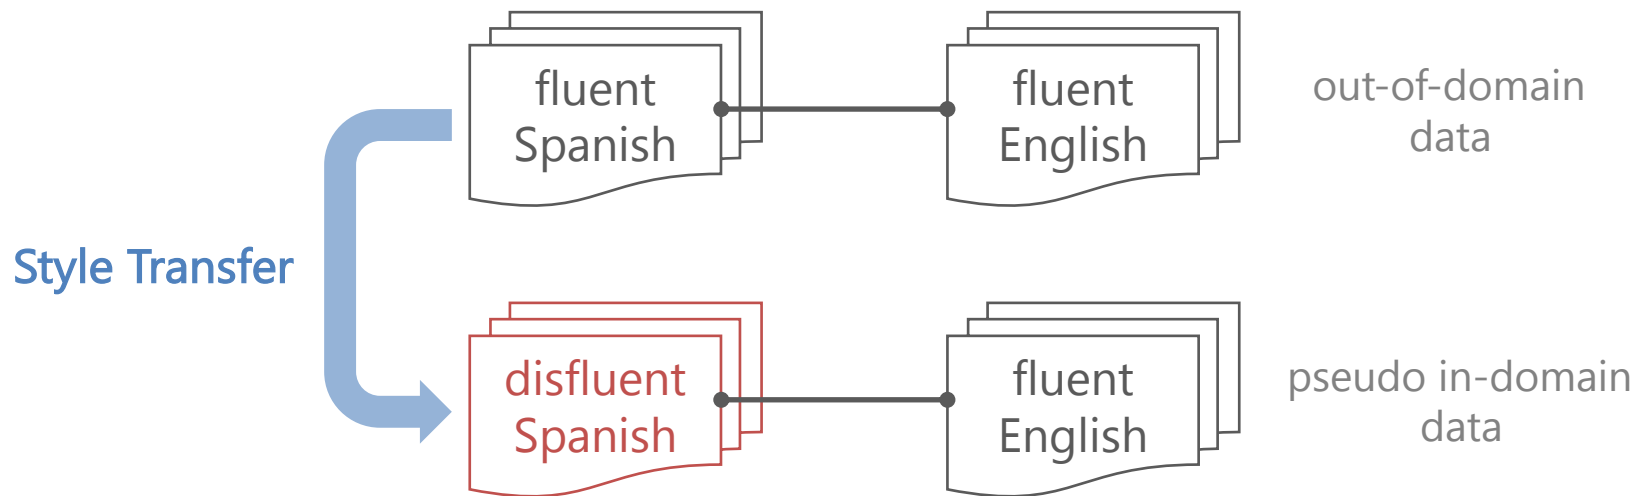 fluent
Spanish
fluent
English
out-of-domain
data
Style Transfer
disfluent
Spanish
fluent
English
pseudo in-domain
data